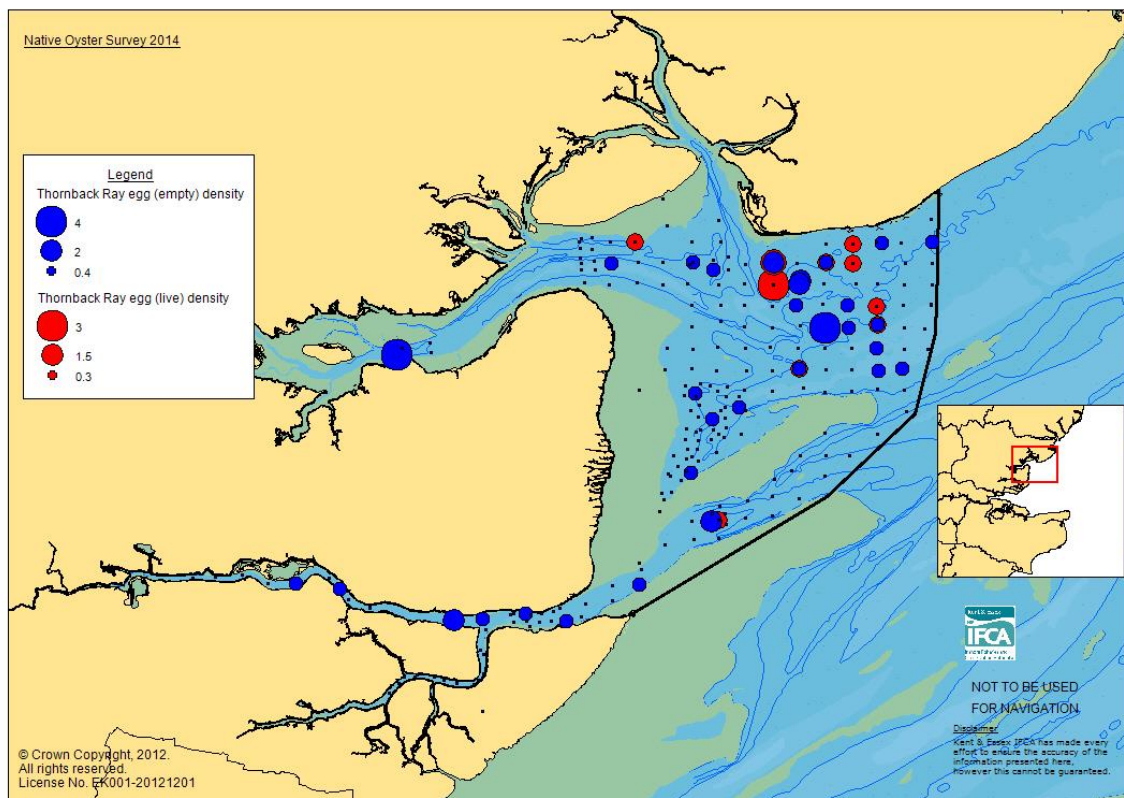 Native Oyster Survey 2014
Legend
Thornback Ray egg (empty) density
4
2
0.4
Thornback Ray egg (live) density
3
1.5
0.3
Kent & Essex
IFCA
NOT TO BE USED
FOR NAVIGATION
Disclaimer
Kent & Essex IFCA has made every
effort to ensure the accuracy of the
information presented here,
however this cannot be guaranteed.
© Crown Copyright, 2012.
All rights reserved.
License No. EK001-20121201